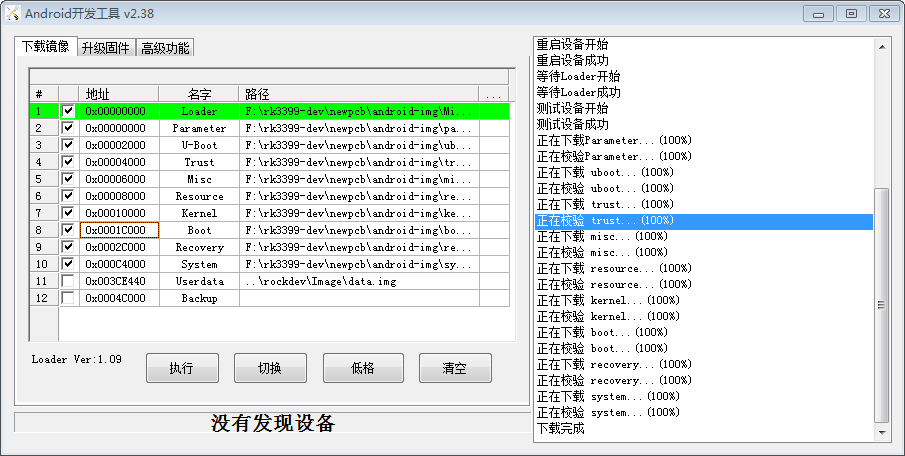 Android开发工具 v2.38
下载镜像 升级固件 高级功能
# 地址 名字 路径 ...
1 0x00000000 Loader F:\rk3399-dev\newpcb\android-img\Mi...
2 0x00000000 Parameter F:\rk3399-dev\newpcb\android-img\pa...
3 0x00002000 U-Boot F:\rk3399-dev\newpcb\android-img\ub...
4 0x00004000 Trust F:\rk3399-dev\newpcb\android-img\tr...
5 0x00006000 Misc F:\rk3399-dev\newpcb\android-img\mi...
6 0x00008000 Resource F:\rk3399-dev\newpcb\android-img\re...
7 0x00010000 Kernel F:\rk3399-dev\newpcb\android-img\ke...
8 0x0001C000 Boot F:\rk3399-dev\newpcb\android-img\bo...
9 0x0002C000 Recovery F:\rk3399-dev\newpcb\android-img\re...
10 0x000C4000 System F:\rk3399-dev\newpcb\android-img\sy...
11 0x003CE440 Userdata ..\rockdev\Image\data.img
12 0x0004C000 Backup
Loader Ver:1.09
执行 切换 低格 清空
没有发现设备
重启设备开始
重启设备成功
等待Loader开始
等待Loader成功
测试设备开始
测试设备成功
正在下载Parameter...(100%)
正在校验Parameter...(100%)
正在下载 uboot...(100%)
正在校验 uboot...(100%)
正在下载 trust...(100%)
正在校验 trust...(100%)
正在下载 misc...(100%)
正在校验 misc...(100%)
正在下载 resource...(100%)
正在校验 resource...(100%)
正在下载 kernel...(100%)
正在校验 kernel...(100%)
正在下载 boot...(100%)
正在校验 boot...(100%)
正在下载 recovery...(100%)
正在校验 recovery...(100%)
正在下载 system...(100%)
正在校验 system...(100%)
下载完成